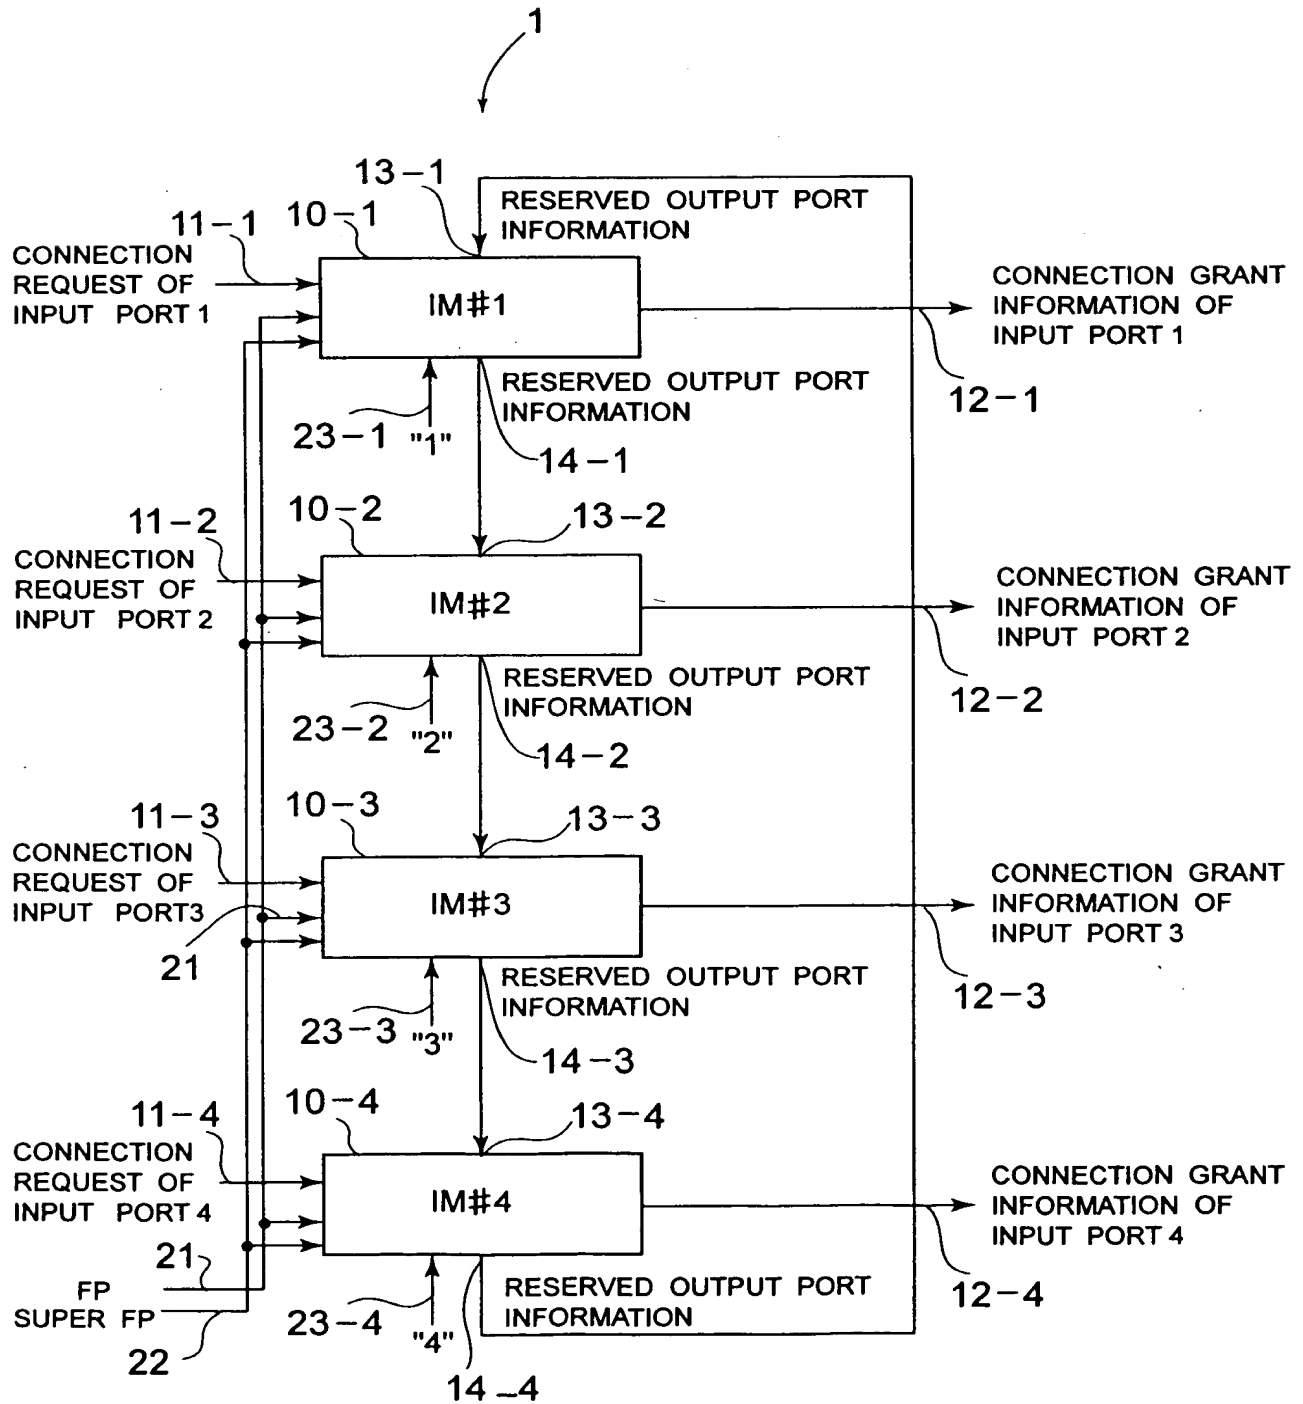 1
13-1
RESERVED OUTPUT PORT
INFORMATION
10-1
11-1
CONNECTION
REQUEST OF
INPUT PORT 1
IM#1
CONNECTION GRANT
INFORMATION OF
INPUT PORT 1
12-1
RESERVED OUTPUT PORT
INFORMATION
23-1
"1"
14-1
10-2
13-2
11-2
CONNECTION
REQUEST OF
INPUT PORT 2
IM#2
CONNECTION GRANT
INFORMATION OF
INPUT PORT 2
12-2
RESERVED OUTPUT PORT
INFORMATION
23-2
"2"
14-2
10-3
13-3
11-3
CONNECTION
REQUEST OF
INPUT PORT3
21
IM#3
CONNECTION GRANT
INFORMATION OF
INPUT PORT 3
12-3
RESERVED OUTPUT PORT
INFORMATION
23-3
"3"
14-3
10-4
13-4
11-4
CONNECTION
REQUEST OF
INPUT PORT 4
IM#4
CONNECTION GRANT
INFORMATION OF
INPUT PORT 4
12-4
21
FP
SUPER FP
22
RESERVED OUTPUT PORT
INFORMATION
23-4
"4"
14-4